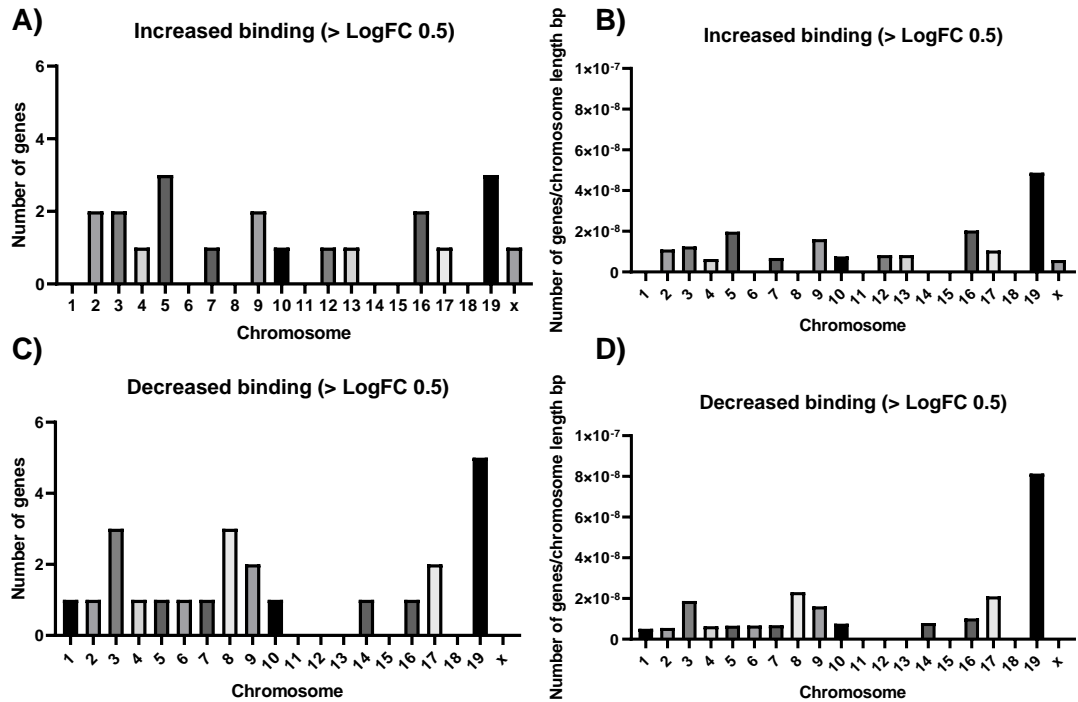 A)
Increased binding (> LogFC 0.5)
Number of genes
6
4
2
0
1 2 3 4 5 6 7 8 9 10 11 12 13 14 15 16 17 18 19 x
Chromosome
B)
Increased binding (> LogFC 0.5)
Number of genes/chromosome length bp
1×10⁻⁷
8×10⁻⁸
6×10⁻⁸
4×10⁻⁸
2×10⁻⁸
0
1 2 3 4 5 6 7 8 9 10 11 12 13 14 15 16 17 18 19 x
Chromosome
C)
Decreased binding (> LogFC 0.5)
Number of genes
6
4
2
0
1 2 3 4 5 6 7 8 9 10 11 12 13 14 15 16 17 18 19 x
Chromosome
D)
Decreased binding (> LogFC 0.5)
Number of genes/chromosome length bp
1×10⁻⁷
8×10⁻⁸
6×10⁻⁸
4×10⁻⁸
2×10⁻⁸
0
1 2 3 4 5 6 7 8 9 10 11 12 13 14 15 16 17 18 19 x
Chromosome